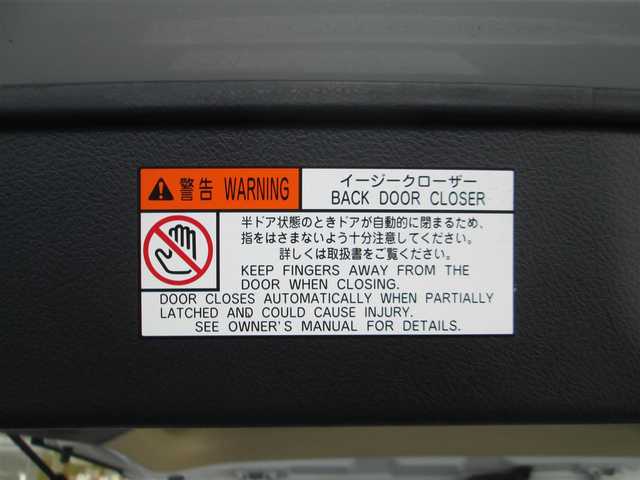 警告 WARNING
イージークローザー
BACK DOOR CLOSER
半ドア状態のときドアが自動的に閉まるため、
指をはさまないよう十分注意してください。
詳しくは取扱書をご覧ください。
KEEP FINGERS AWAY FROM THE
DOOR WHEN CLOSING.
DOOR CLOSES AUTOMATICALLY WHEN PARTIALLY
LATCHED AND COULD CAUSE INJURY.
SEE OWNER'S MANUAL FOR DETAILS.